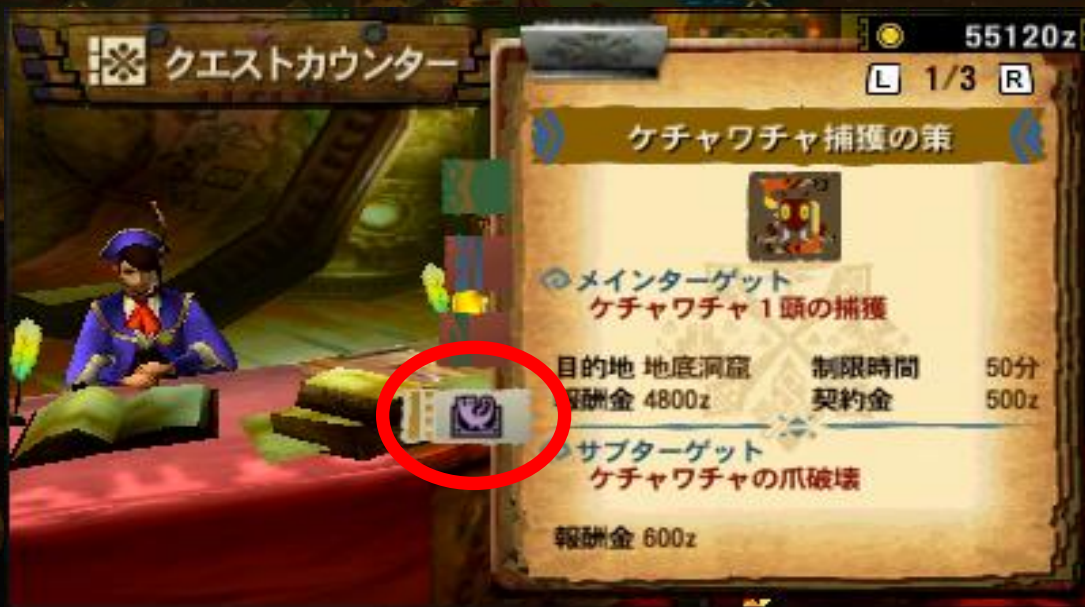 クエストカウンター
55120z
L 1/3 R
ケチャワチャ捕獲の策
メインターゲット
ケチャワチャ1頭の捕獲
目的地 地底洞窟 制限時間 50分
報酬金 4800z 契約金 500z
サブターゲット
ケチャワチャの爪破壊
報酬金 600z